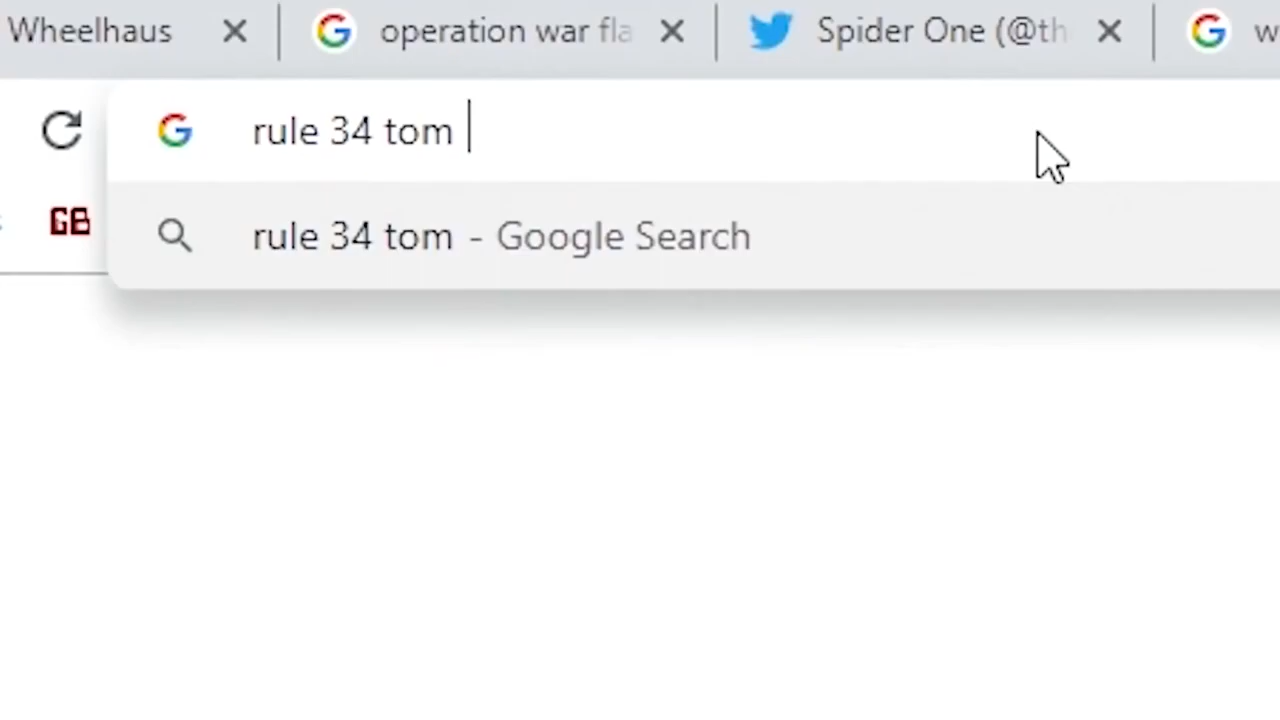 Wheelhaus operation war fla Spider One (@th w
rule 34 tom
GB
rule 34 tom - Google Search